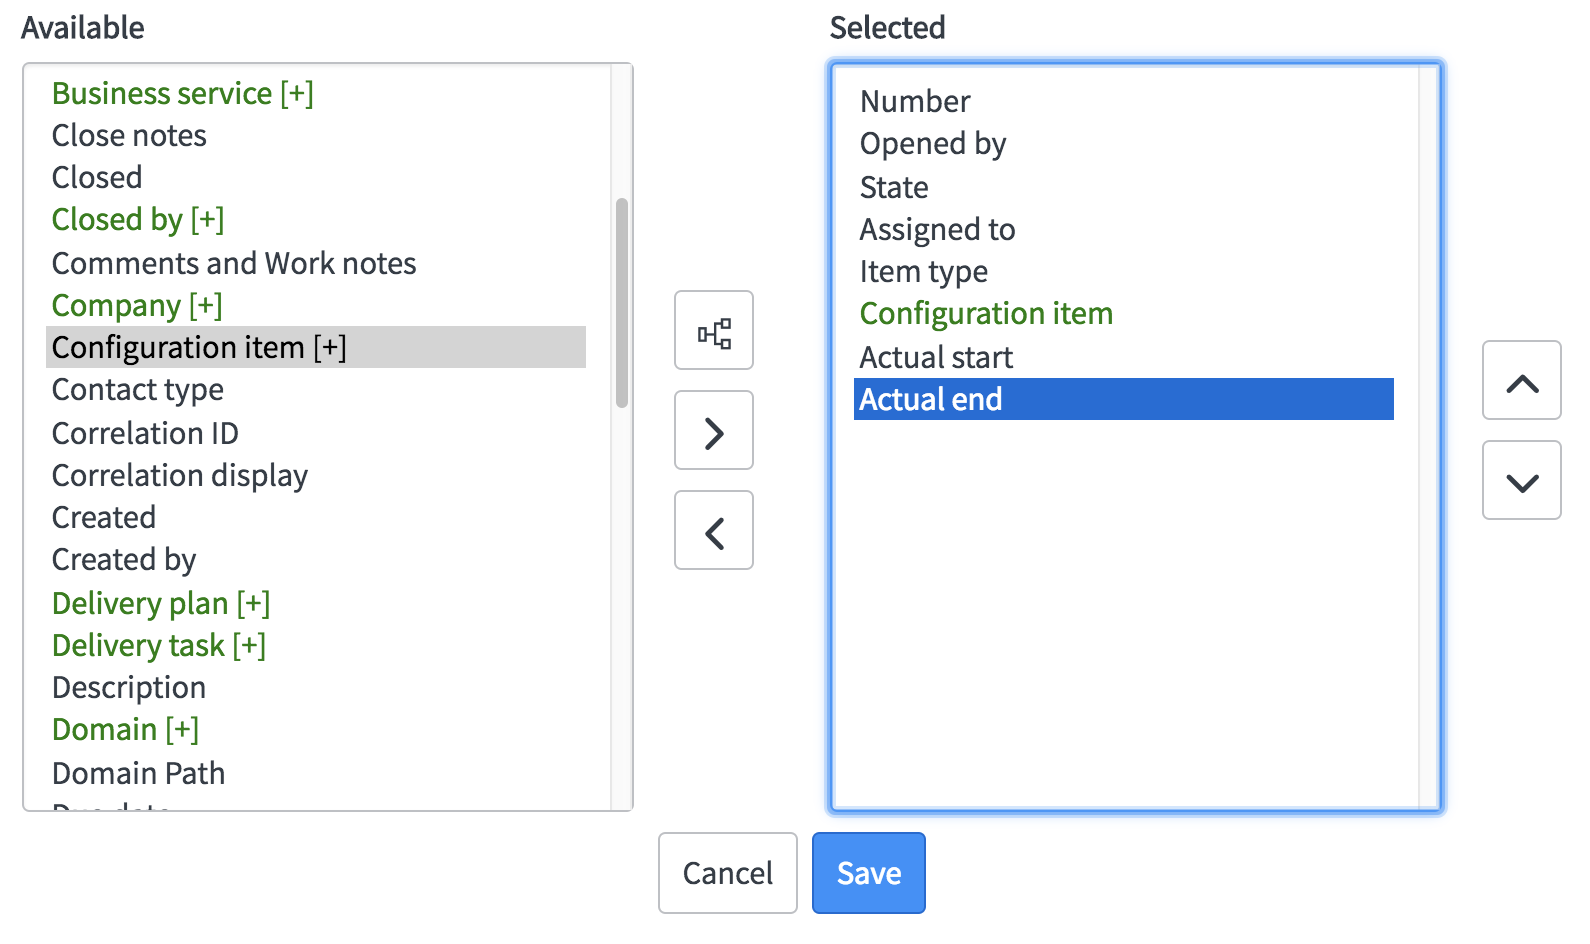 Available
Business service [+]
Close notes
Closed
Closed by [+]
Comments and Work notes
Company [+]
Configuration item [+]
Contact type
Correlation ID
Correlation display
Created
Created by
Delivery plan [+]
Delivery task [+]
Description
Domain [+]
Domain Path
Selected
Number
Opened by
State
Assigned to
Item type
Configuration item
Actual start
Actual end
Cancel
Save